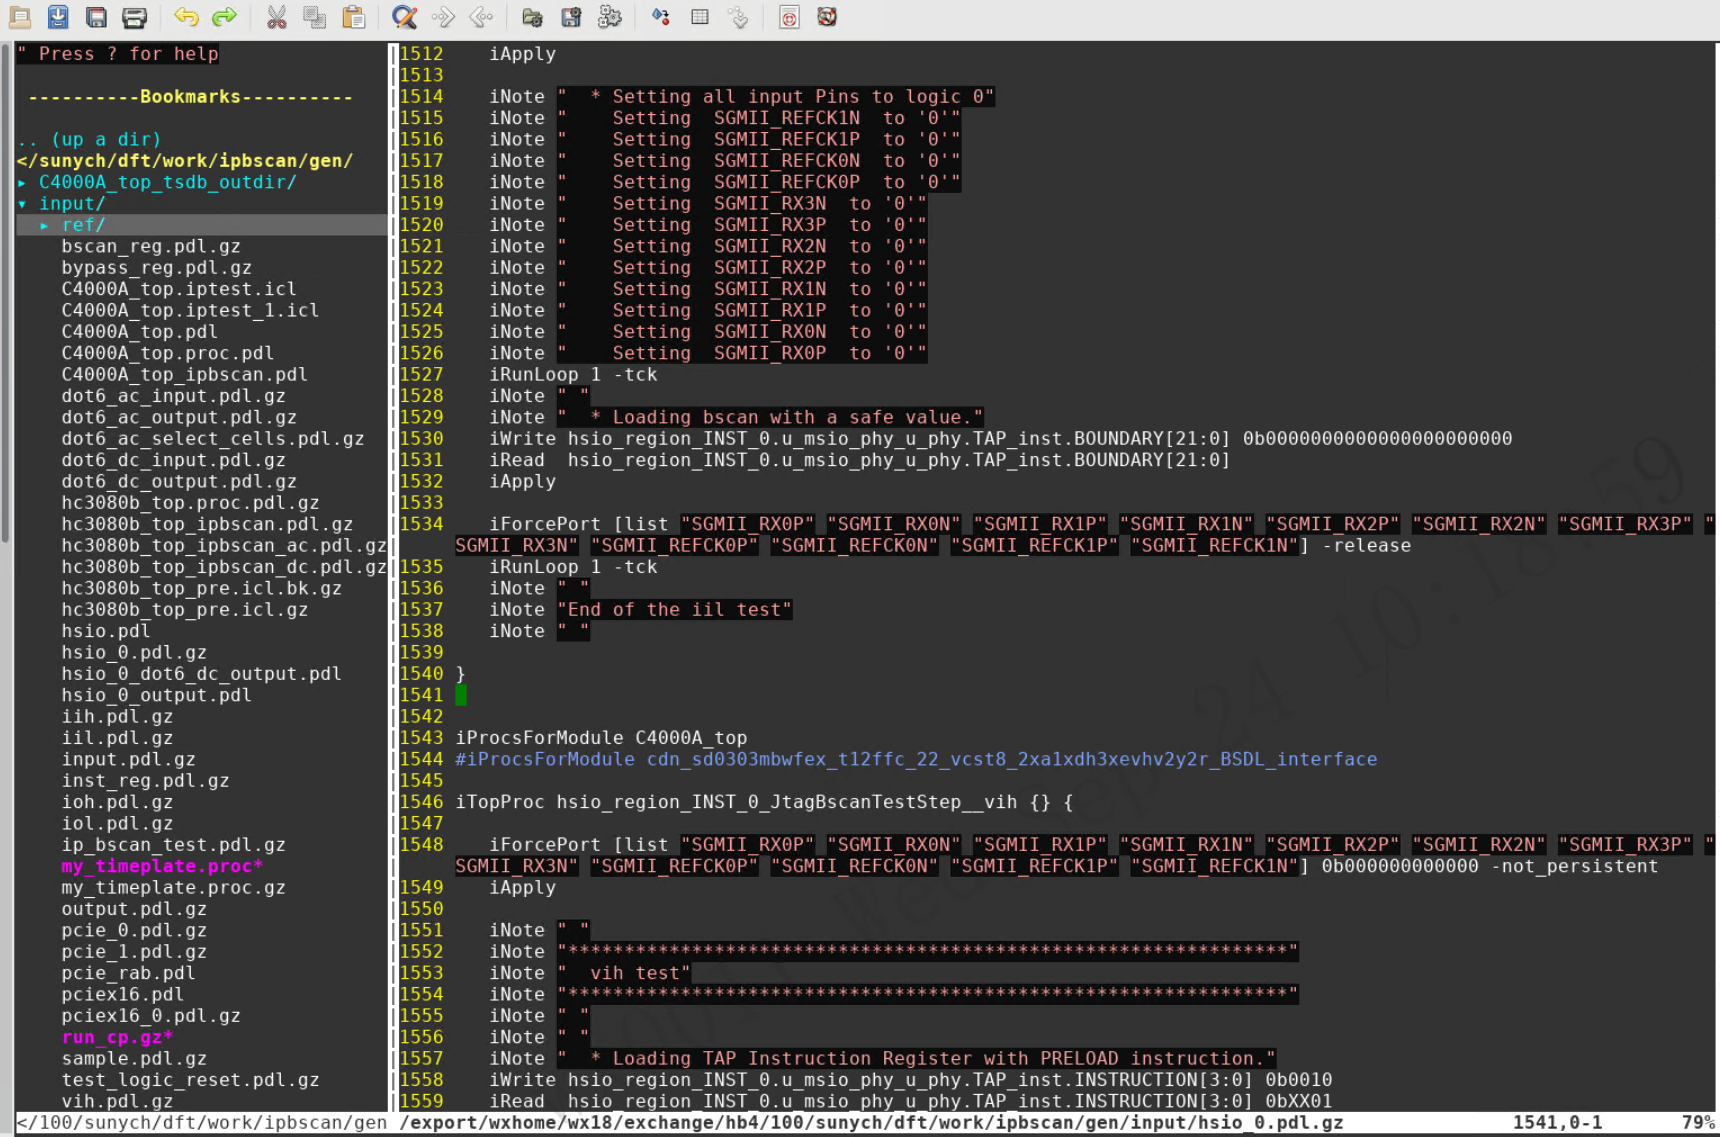 " Press ? for help
----------Bookmarks----------
.. (up a dir)
</sunych/dft/work/ipbscan/gen/
▸ C4000A_top_tsdb_outdir/
▾ input/
▸ ref/
bscan_reg.pdl.gz
bypass_reg.pdl.gz
C4000A_top.iptest.icl
C4000A_top.iptest_1.icl
C4000A_top.pdl
C4000A_top.proc.pdl
C4000A_top_ipbscan.pdl
dot6_ac_input.pdl.gz
dot6_ac_output.pdl.gz
dot6_ac_select_cells.pdl.gz
dot6_dc_input.pdl.gz
dot6_dc_output.pdl.gz
hc3080b_top.proc.pdl.gz
hc3080b_top_ipbscan.pdl.gz
hc3080b_top_ipbscan_ac.pdl.gz
hc3080b_top_ipbscan_dc.pdl.gz
hc3080b_top_pre.icl.bk.gz
hc3080b_top_pre.icl.gz
hsio.pdl
hsio_0.pdl.gz
hsio_0_dot6_dc_output.pdl
hsio_0_output.pdl
iih.pdl.gz
iil.pdl.gz
input.pdl.gz
inst_reg.pdl.gz
ioh.pdl.gz
iol.pdl.gz
ip_bscan_test.pdl.gz
my_timeplate.proc*
my_timeplate.proc.gz
output.pdl.gz
pcie_0.pdl.gz
pcie_1.pdl.gz
pcie_rab.pdl
pciex16.pdl
pciex16_0.pdl.gz
run_cp.gz*
sample.pdl.gz
test_logic_reset.pdl.gz
vih.pdl.gz
</100/sunych/dft/work/ipbscan/gen
1512 iApply
1513
1514 iNote "  * Setting all input Pins to logic 0"
1515 iNote "    Setting  SGMII_REFCK1N  to '0'"
1516 iNote "    Setting  SGMII_REFCK1P  to '0'"
1517 iNote "    Setting  SGMII_REFCK0N  to '0'"
1518 iNote "    Setting  SGMII_REFCK0P  to '0'"
1519 iNote "    Setting  SGMII_RX3N  to '0'"
1520 iNote "    Setting  SGMII_RX3P  to '0'"
1521 iNote "    Setting  SGMII_RX2N  to '0'"
1522 iNote "    Setting  SGMII_RX2P  to '0'"
1523 iNote "    Setting  SGMII_RX1N  to '0'"
1524 iNote "    Setting  SGMII_RX1P  to '0'"
1525 iNote "    Setting  SGMII_RX0N  to '0'"
1526 iNote "    Setting  SGMII_RX0P  to '0'"
1527 iRunLoop 1 -tck
1528 iNote " "
1529 iNote "  * Loading bscan with a safe value."
1530 iWrite hsio_region_INST_0.u_msio_phy_u_phy.TAP_inst.BOUNDARY[21:0] 0b0000000000000000000000
1531 iRead  hsio_region_INST_0.u_msio_phy_u_phy.TAP_inst.BOUNDARY[21:0]
1532 iApply
1533
1534 iForcePort [list "SGMII_RX0P" "SGMII_RX0N" "SGMII_RX1P" "SGMII_RX1N" "SGMII_RX2P" "SGMII_RX2N" "SGMII_RX3P" "
SGMII_RX3N" "SGMII_REFCK0P" "SGMII_REFCK0N" "SGMII_REFCK1P" "SGMII_REFCK1N"] -release
1535 iRunLoop 1 -tck
1536 iNote " "
1537 iNote "End of the iil test"
1538 iNote " "
1539
1540 }
1541
1542
1543 iProcsForModule C4000A_top
1544 #iProcsForModule cdn_sd0303mbwfex_t12ffc_22_vcst8_2xa1xdh3xevhv2y2r_BSDL_interface
1545
1546 iTopProc hsio_region_INST_0_JtagBscanTestStep__vih {} {
1547
1548 iForcePort [list "SGMII_RX0P" "SGMII_RX0N" "SGMII_RX1P" "SGMII_RX1N" "SGMII_RX2P" "SGMII_RX2N" "SGMII_RX3P" "
SGMII_RX3N" "SGMII_REFCK0P" "SGMII_REFCK0N" "SGMII_REFCK1P" "SGMII_REFCK1N"] 0b000000000000 -not_persistent
1549 iApply
1550
1551 iNote " "
1552 iNote "****************************************************************"
1553 iNote "  vih test"
1554 iNote "****************************************************************"
1555 iNote " "
1556 iNote " "
1557 iNote "  * Loading TAP Instruction Register with PRELOAD instruction."
1558 iWrite hsio_region_INST_0.u_msio_phy_u_phy.TAP_inst.INSTRUCTION[3:0] 0b0010
1559 iRead  hsio_region_INST_0.u_msio_phy_u_phy.TAP_inst.INSTRUCTION[3:0] 0bXX01
/export/wxhome/wx18/exchange/hb4/100/sunych/dft/work/ipbscan/gen/input/hsio_0.pdl.gz 1541,0-1 79%
Wed Sep 24 10:18:59